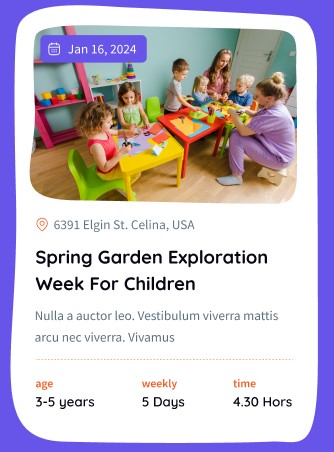 Jan 16, 2024
6391 Elgin St. Celina, USA
Spring Garden Exploration
Week For Children
Nulla a auctor leo. Vestibulum viverra mattis
arcu nec viverra. Vivamus
age weekly time
3-5 years 5 Days 4.30 Hors